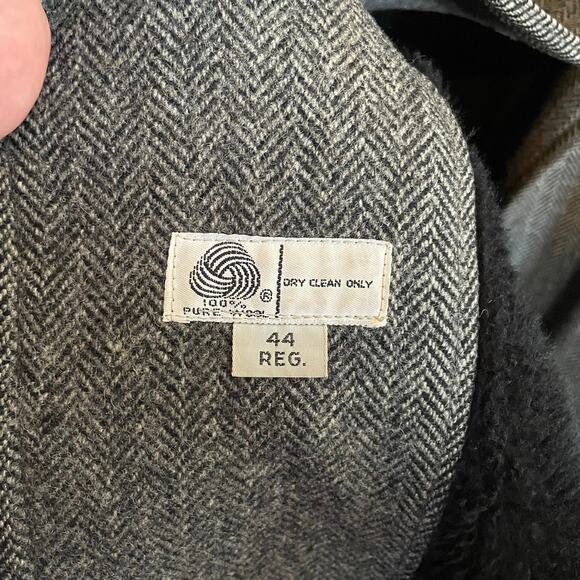 100%
PURE WOOL
®
DRY CLEAN ONLY
44
REG.